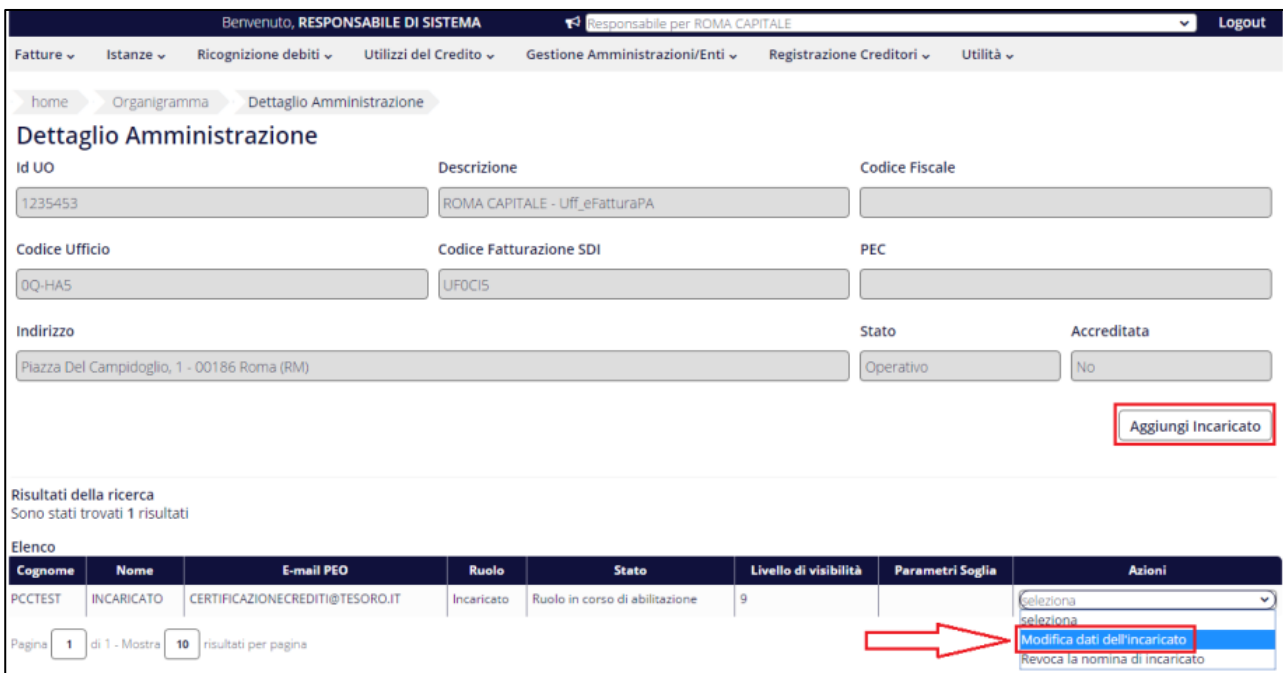 Benvenuto, RESPONSABILE DI SISTEMA Responsabile per ROMA CAPITALE Logout
Fatture Istanze Ricognizione debiti Utilizzi del Credito Gestione Amministrazioni/Enti Registrazione Creditori Utilità
home Organigramma Dettaglio Amministrazione
Dettaglio Amministrazione
Id UO Descrizione Codice Fiscale
1235453 ROMA CAPITALE - Uff_eFatturaPA
Codice Ufficio Codice Fatturazione SDI PEC
0Q-HA5 UF0CI5
Indirizzo Stato Accreditata
Piazza Del Campidoglio, 1 - 00186 Roma (RM) Operativo No
Aggiungi Incaricato
Risultati della ricerca
Sono stati trovati 1 risultati
Elenco
Cognome Nome E-mail PEO Ruolo Stato Livello di visibilità Parametri Soglia Azioni
PCCTEST INCARICATO CERTIFICAZIONECREDITI@TESORO.IT Incaricato Ruolo in corso di abilitazione 9 seleziona
seleziona
Modifica dati dell'incaricato
Revoca la nomina di incaricato
Pagina 1 di 1 - Mostra 10 risultati per pagina